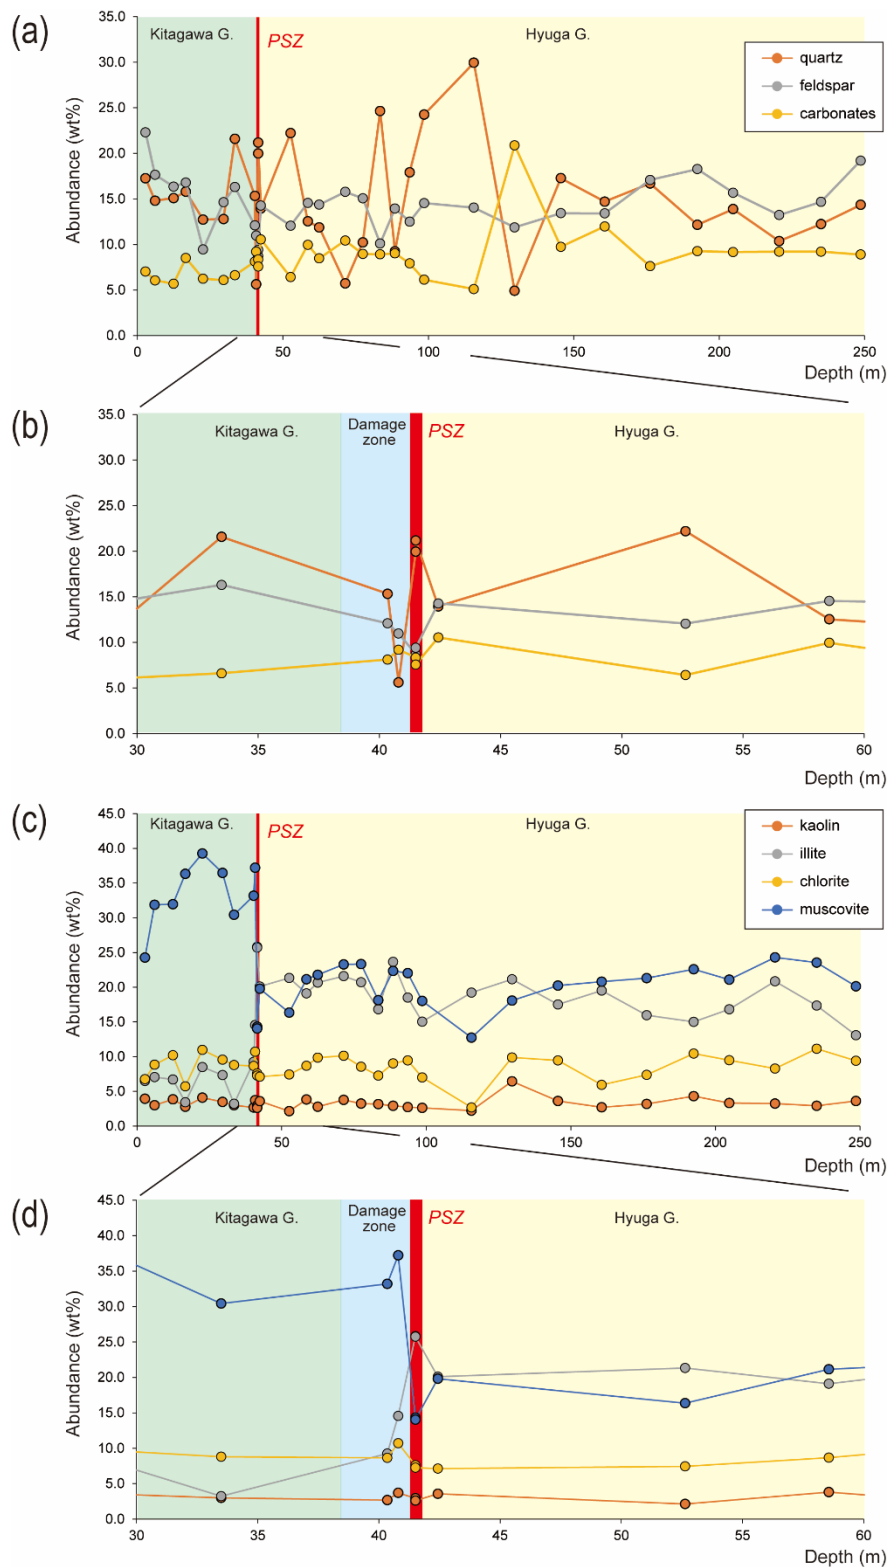 (a)
Abundance (wt%)
35.0
30.0
25.0
20.0
15.0
10.0
5.0
0.0
Kitagawa G.
PSZ
Hyuga G.
quartz
feldspar
carbonates
0 50 100 150 200 250
Depth (m)
(b)
Abundance (wt%)
35.0
30.0
25.0
20.0
15.0
10.0
5.0
0.0
Kitagawa G.
Damage
zone
PSZ
Hyuga G.
30 35 40 45 50 55 60
Depth (m)
(c)
Abundance (wt%)
45.0
40.0
35.0
30.0
25.0
20.0
15.0
10.0
5.0
0.0
Kitagawa G.
PSZ
Hyuga G.
kaolin
illite
chlorite
muscovite
0 50 100 150 200 250
Depth (m)
(d)
Abundance (wt%)
45.0
40.0
35.0
30.0
25.0
20.0
15.0
10.0
5.0
0.0
Kitagawa G.
Damage
zone
PSZ
Hyuga G.
30 35 40 45 50 55 60
Depth (m)